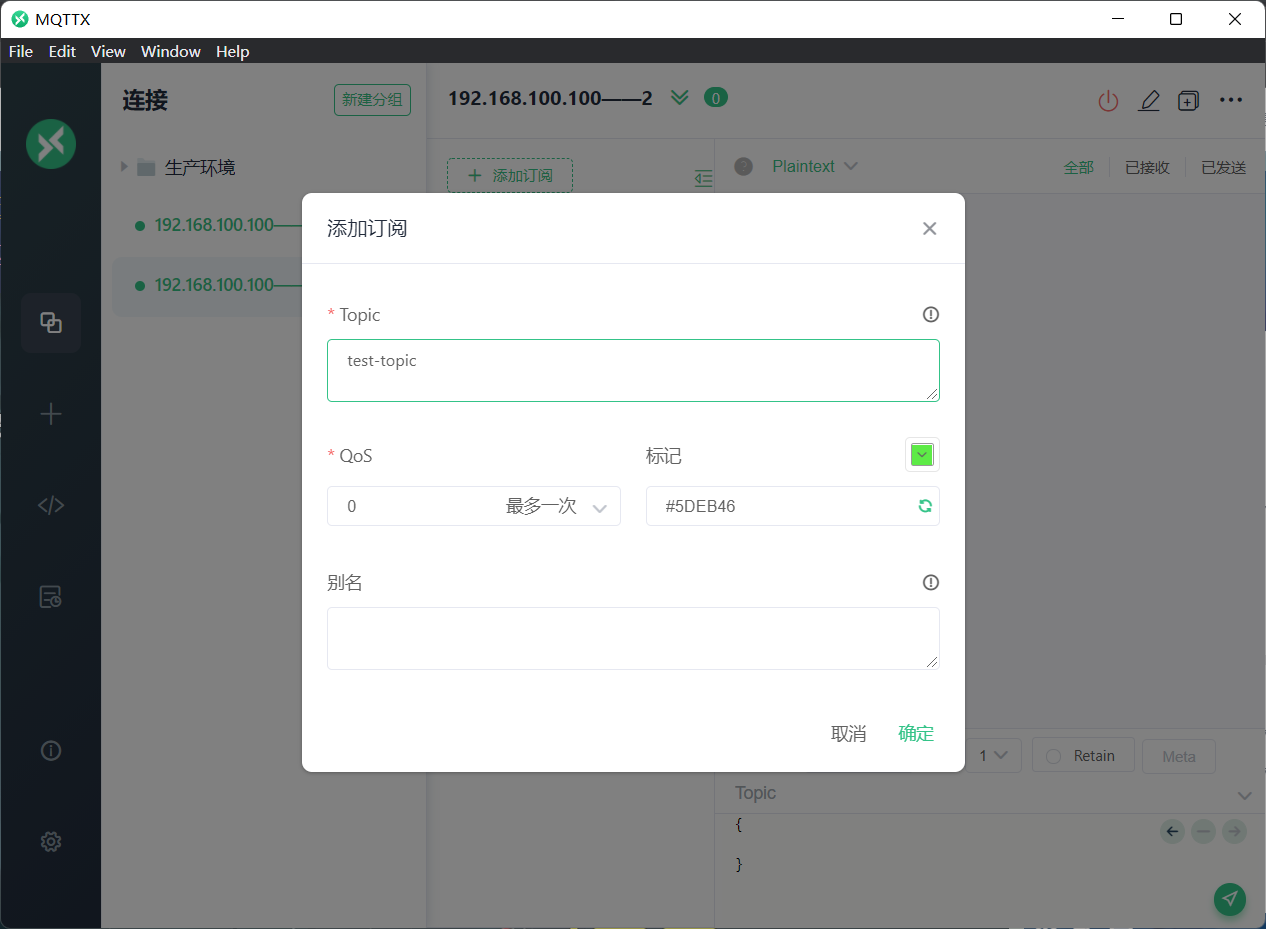 MQTTX
File Edit View Window Help
连接
新建分组
192.168.100.100——2
0
生产环境
添加订阅
Plaintext
全部
已接收
已发送
192.168.100.100——
192.168.100.100——
添加订阅
* Topic
test-topic
* QoS
标记
0 最多一次
#5DEB46
别名
取消 确定
1
Retain
Meta
Topic
{
}